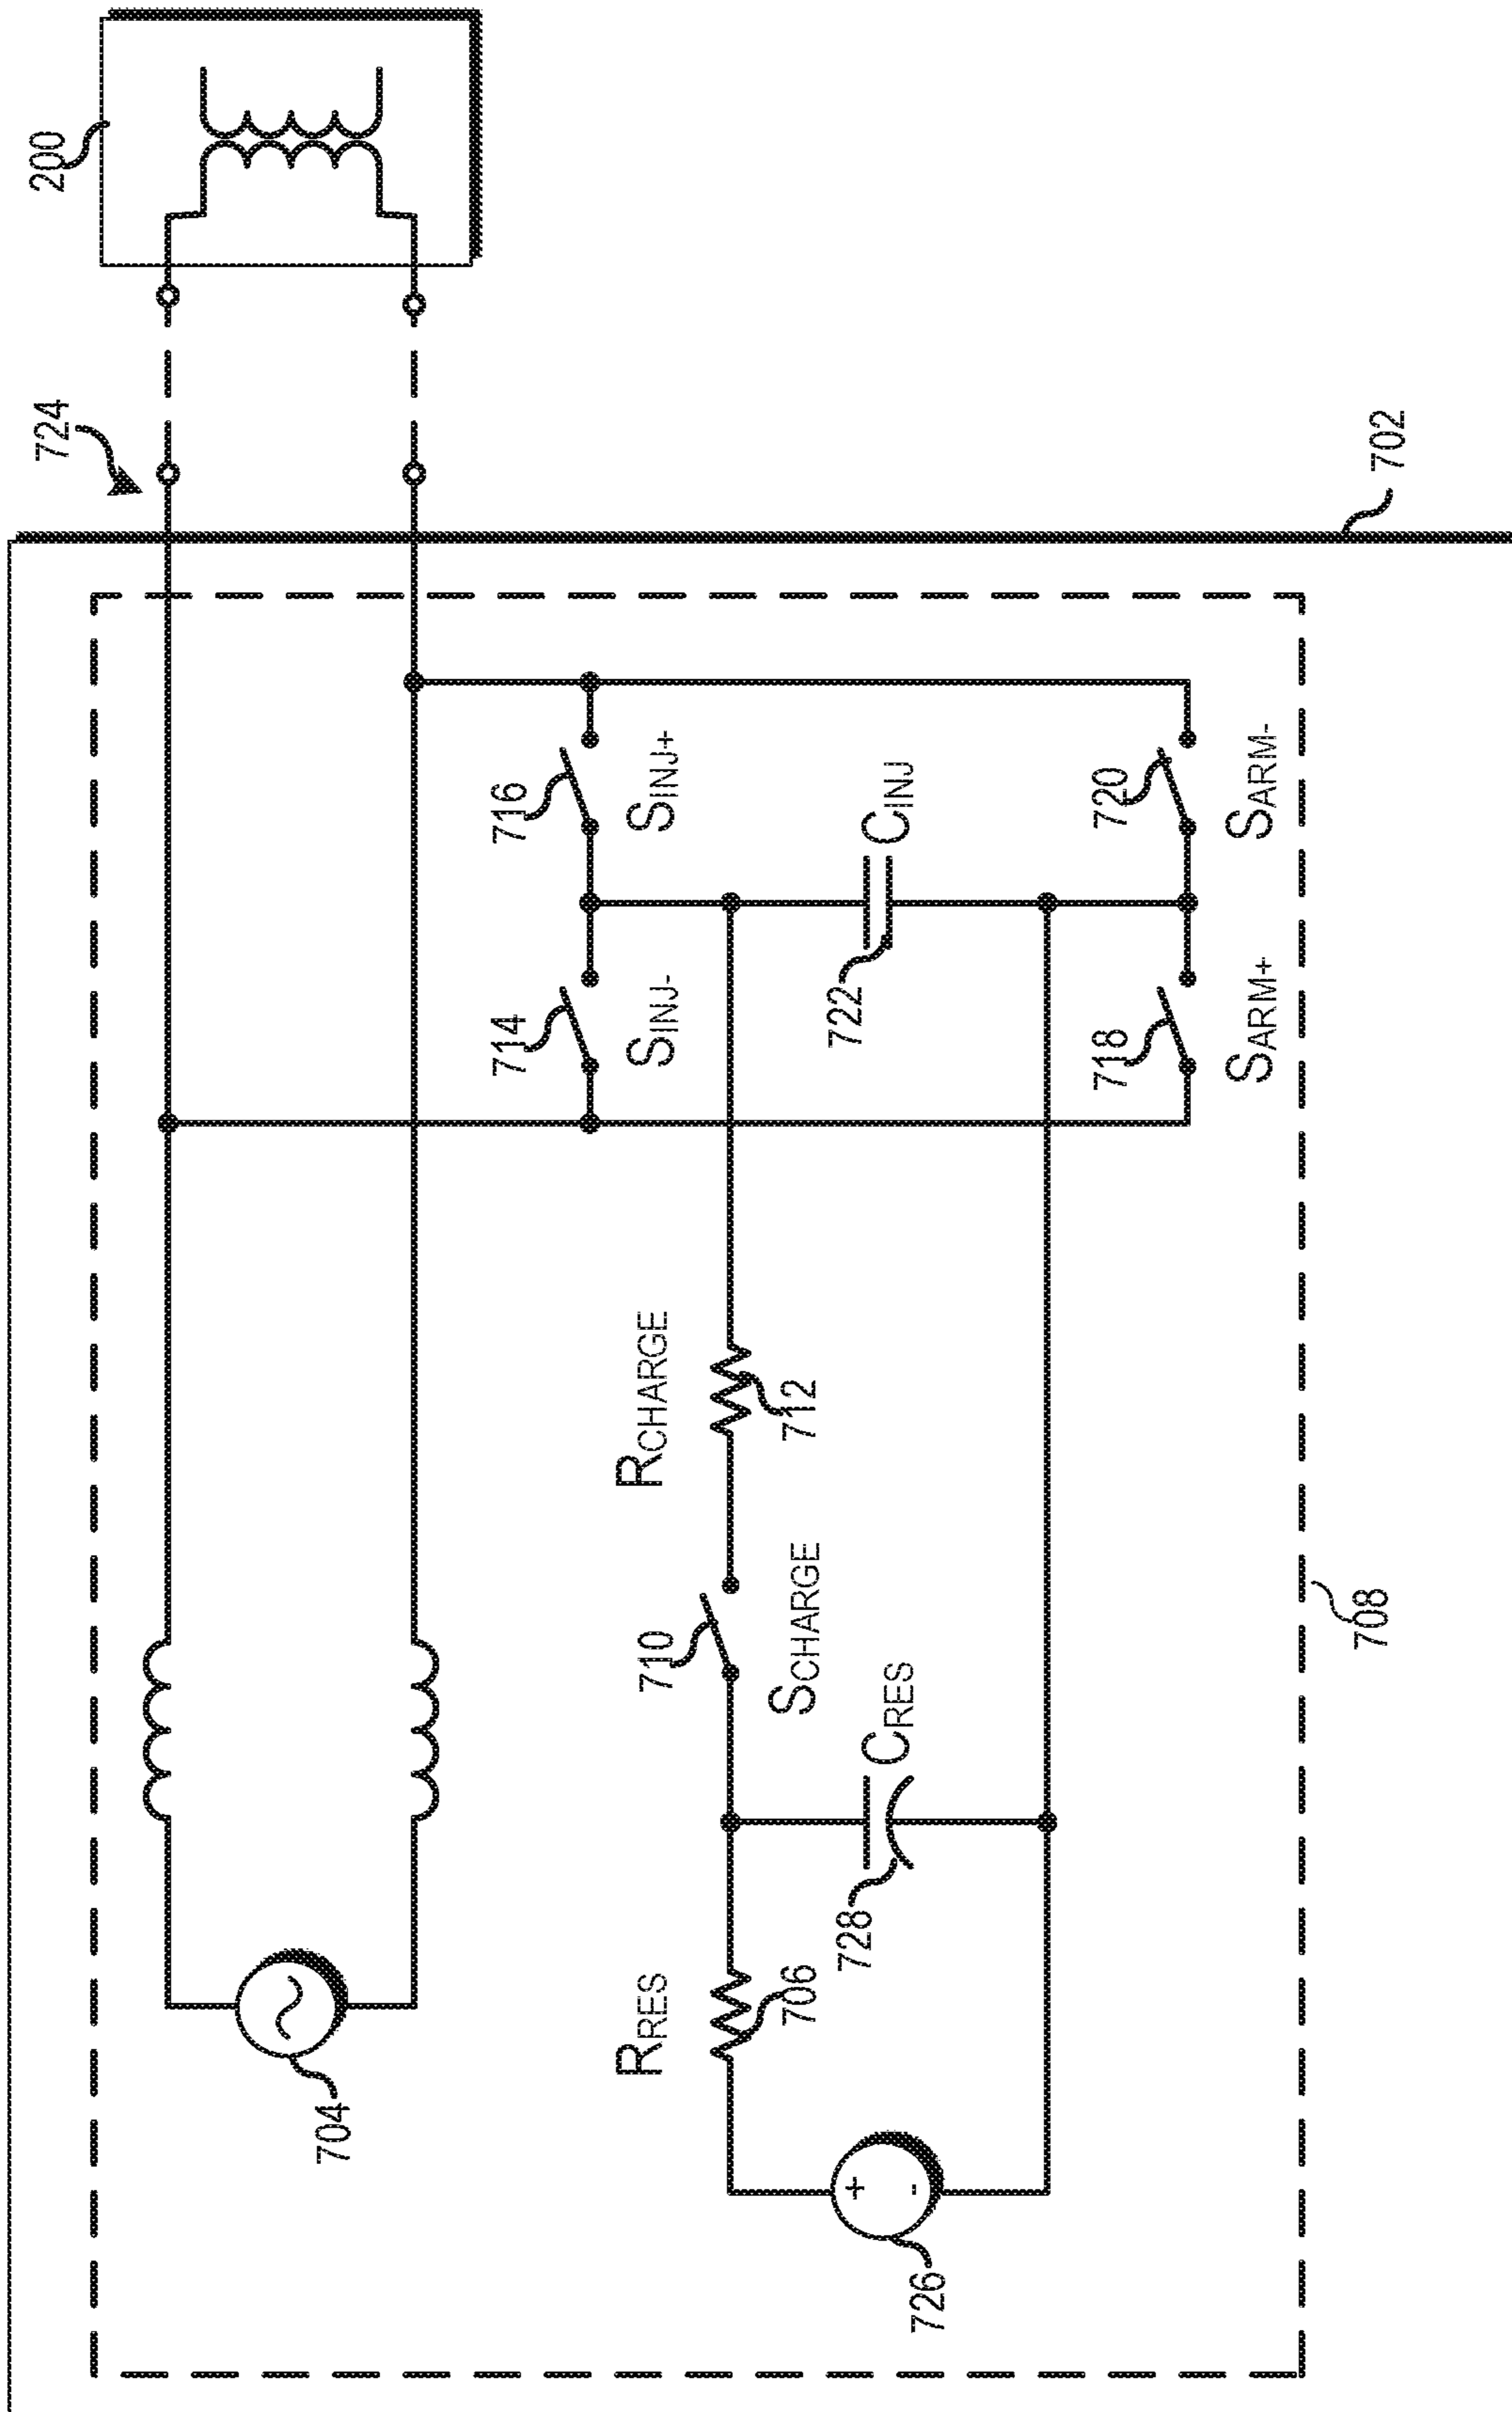 200
724
702
704
716
SINJ+
714
SINJ-
CINJ
722
720
SARM-
718
SARM+
RCHARGE
712
710
SCHARGE
RRES
706
CRES
728
+
-
726
708